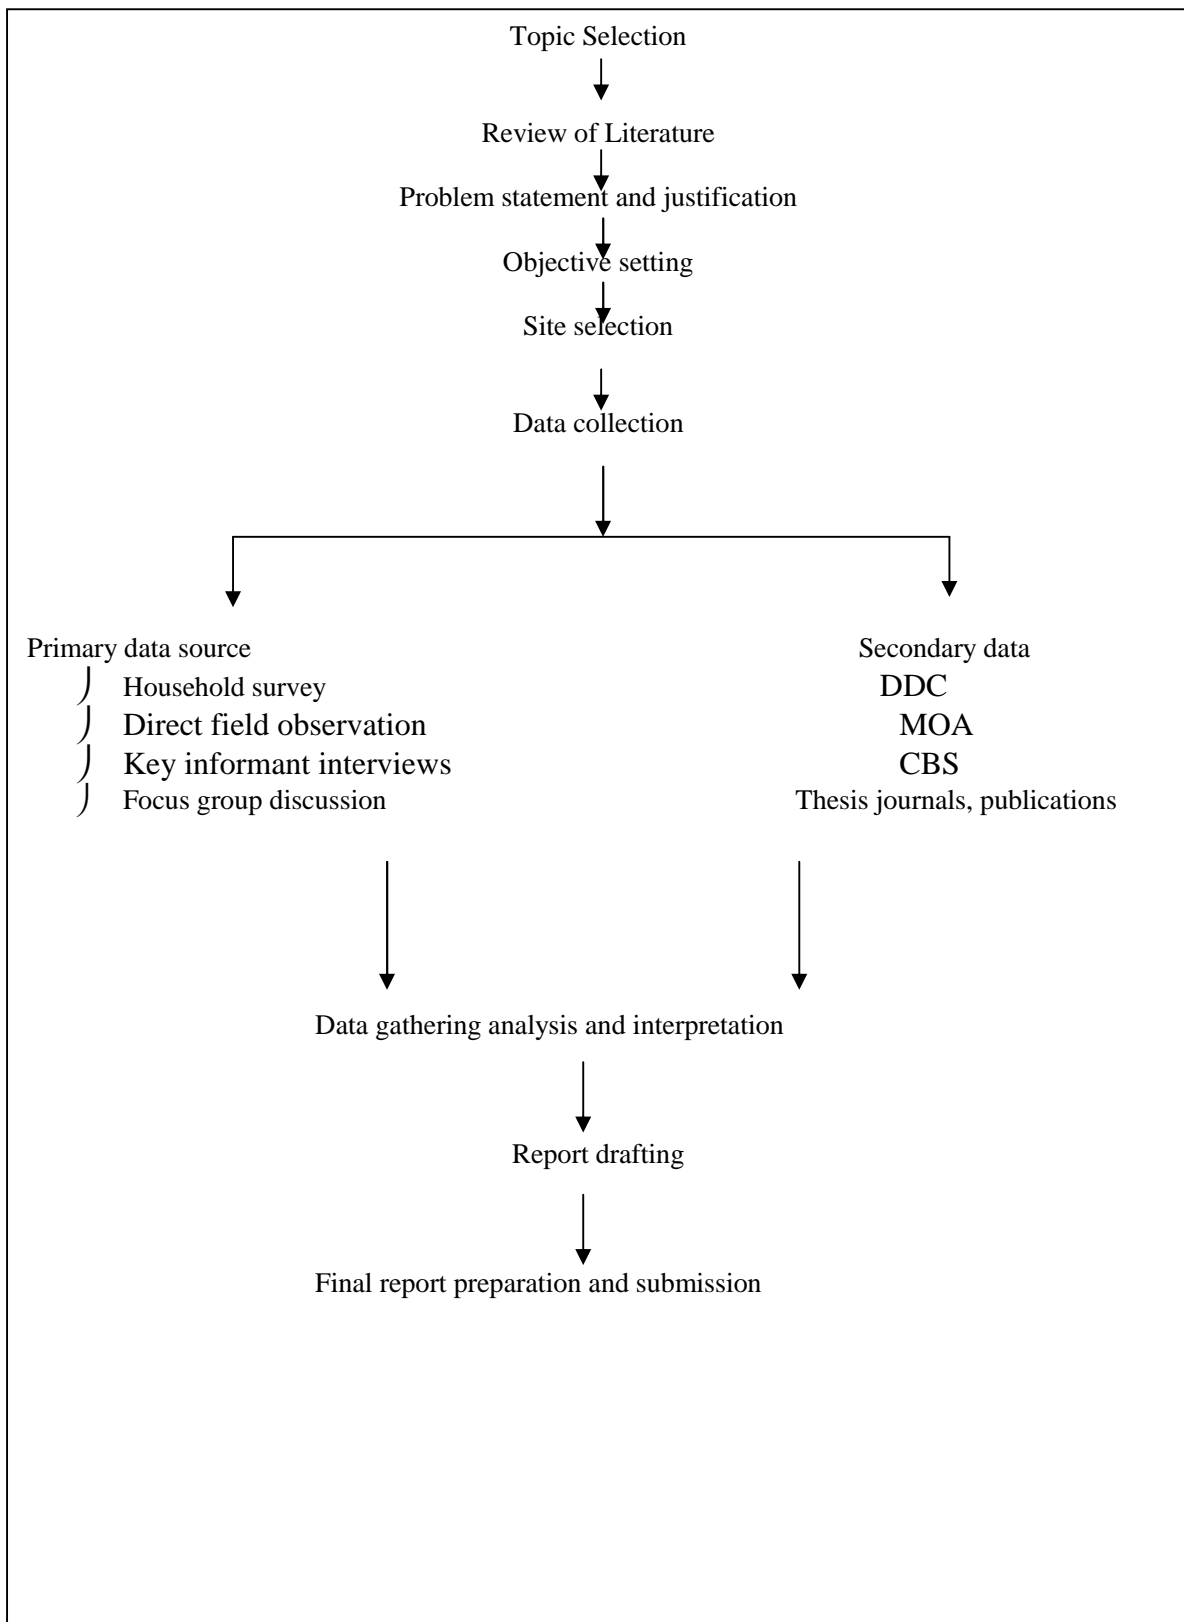 Topic Selection
Review of Literature
Problem statement and justification
Objective setting
Site selection
Data collection
Primary data source
Household survey
Direct field observation
Key informant interviews
Focus group discussion
Secondary data
DDC
MOA
CBS
Thesis journals, publications
Data gathering analysis and interpretation
Report drafting
Final report preparation and submission